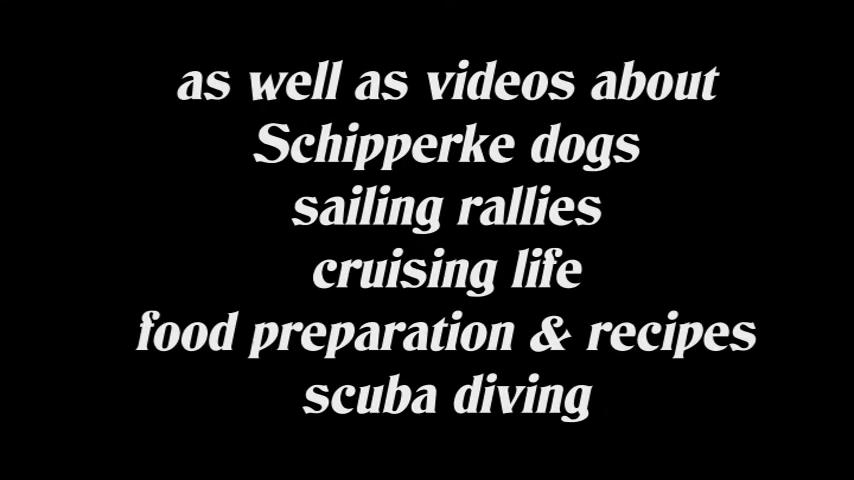 as well as videos about
Schipperke dogs
sailing rallies
cruising life
food preparation & recipes
scuba diving